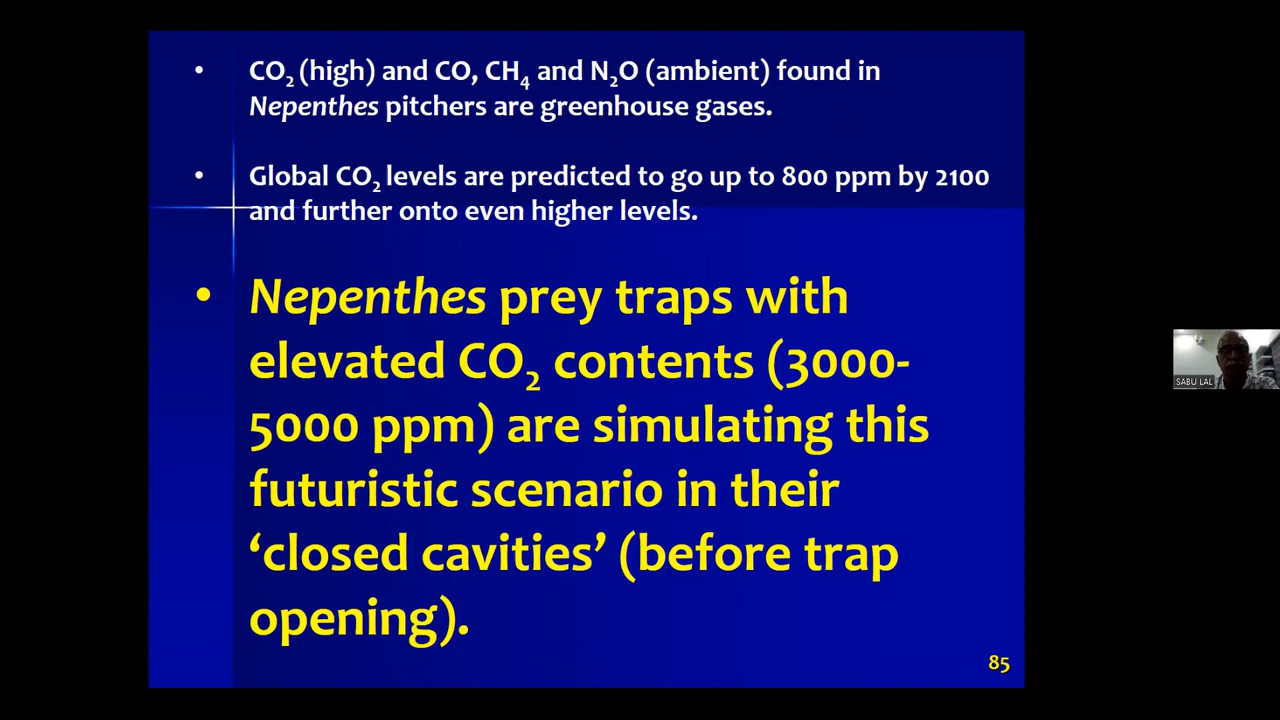 • CO₂ (high) and CO, CH₄ and N₂O (ambient) found in
Nepenthes pitchers are greenhouse gases.
• Global CO₂ levels are predicted to go up to 800 ppm by 2100
and further onto even higher levels.
• Nepenthes prey traps with
elevated CO₂ contents (3000-
5000 ppm) are simulating this
futuristic scenario in their
‘closed cavities’ (before trap
opening).
SABU LAL
85